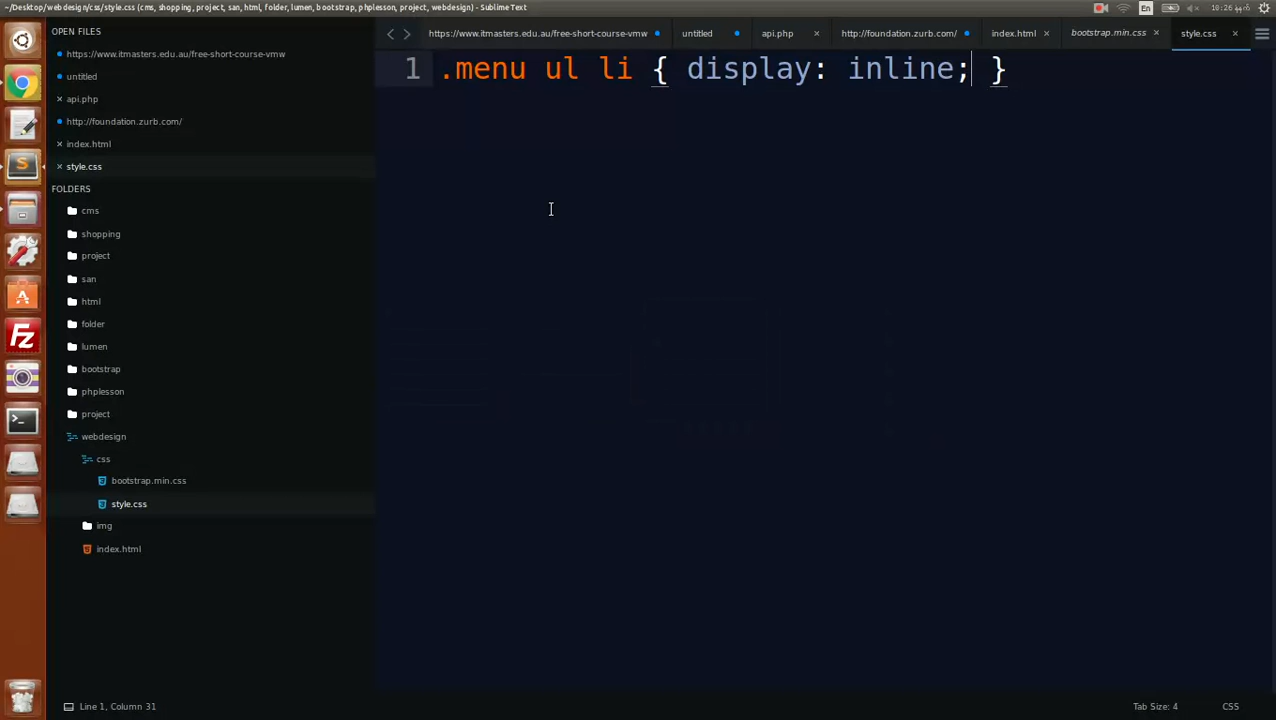 ~/Desktop/webdesign/css/style.css (cms, shopping, project, san, html, folder, lumen, bootstrap, phplesson, project, webdesign) - Sublime Text
En
10:26
OPEN FILES
https://www.itmasters.edu.au/free-short-course-vmw
untitled
api.php
http://foundation.zurb.com/
index.html
style.css
FOLDERS
cms
shopping
project
san
html
folder
lumen
bootstrap
phplesson
project
webdesign
css
bootstrap.min.css
style.css
img
index.html
https://www.itmasters.edu.au/free-short-course-vmw
untitled
api.php
http://foundation.zurb.com/
index.html
bootstrap.min.css
style.css
1 .menu ul li { display: inline; }
Line 1, Column 31
Tab Size: 4
CSS